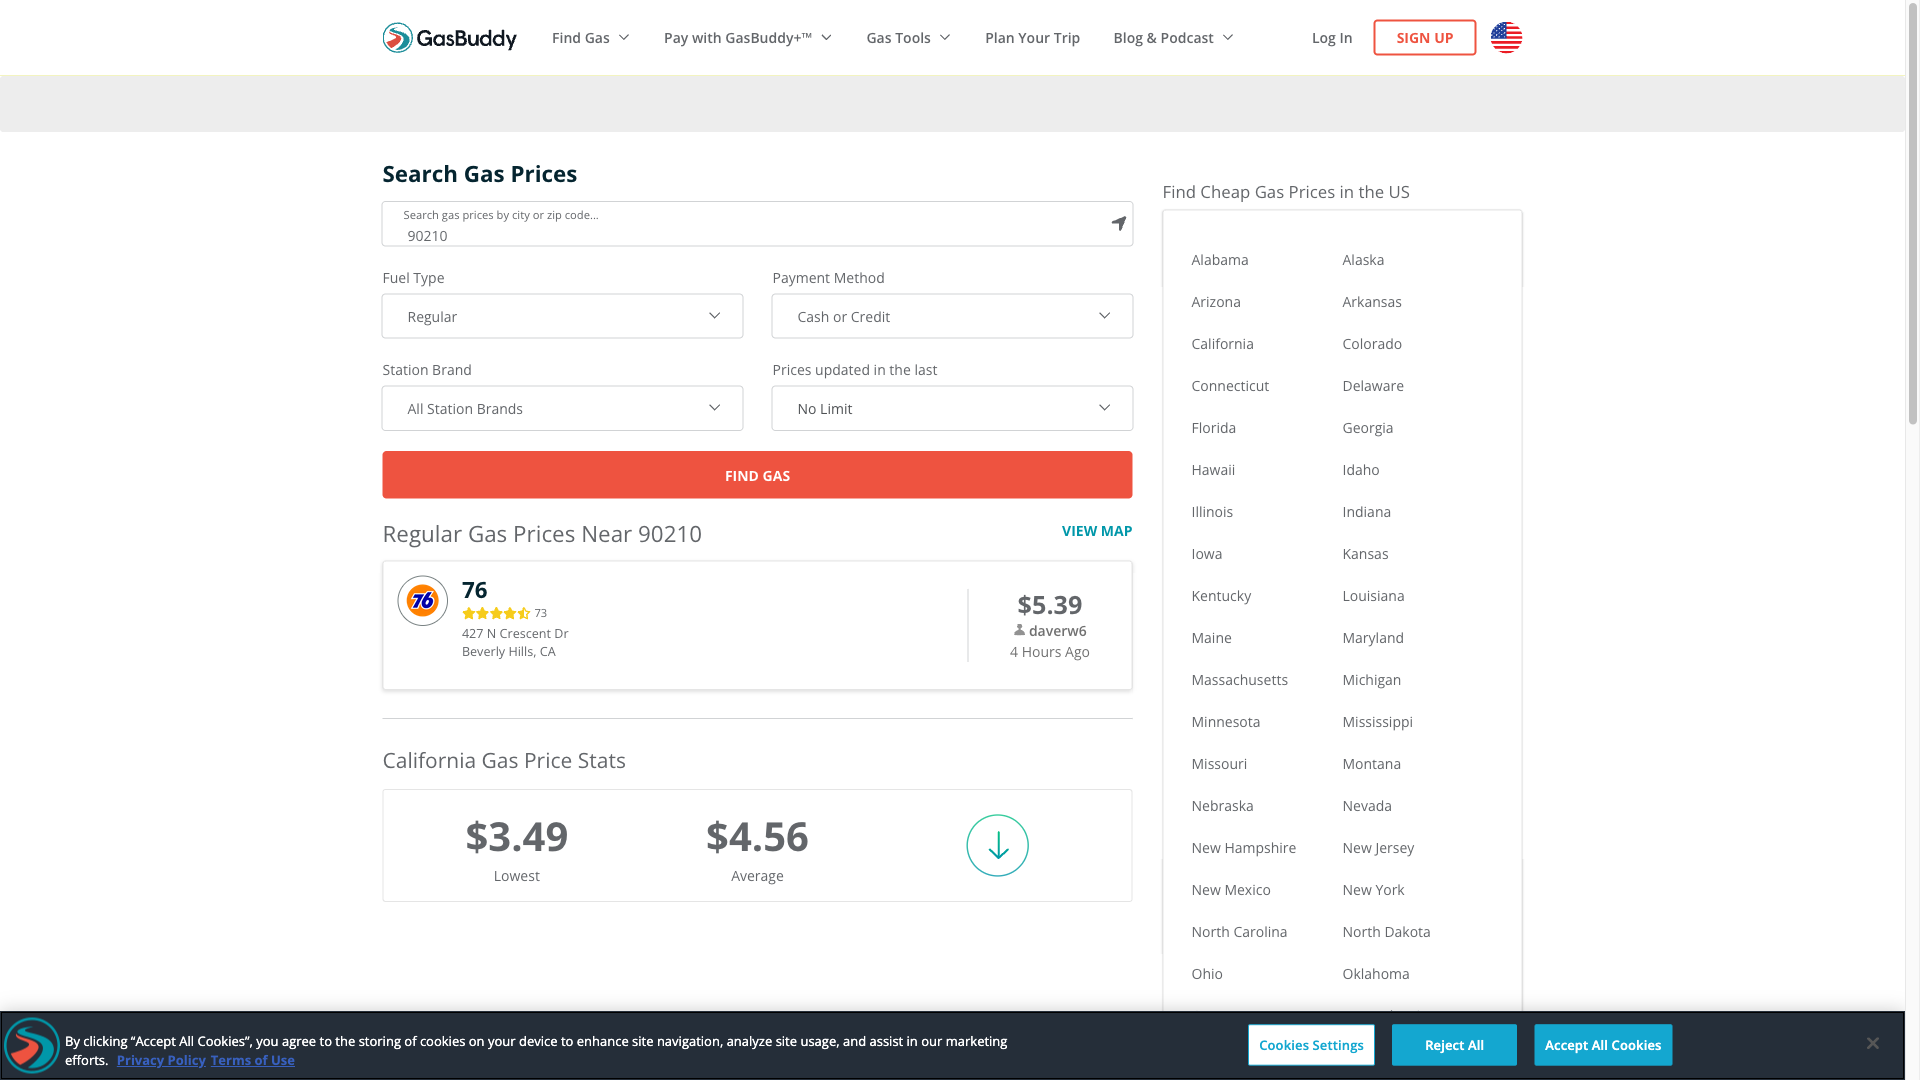 GasBuddy
Find Gas
Pay with GasBuddy+™
Gas Tools
Plan Your Trip
Blog & Podcast
Log In
SIGN UP
Search Gas Prices
Search gas prices by city or zip code...
90210
Fuel Type
Payment Method
Regular
Cash or Credit
Station Brand
Prices updated in the last
All Station Brands
No Limit
FIND GAS
Regular Gas Prices Near 90210
VIEW MAP
76
76
73
427 N Crescent Dr
Beverly Hills, CA
$5.39
daverw6
4 Hours Ago
California Gas Price Stats
$3.49
Lowest
$4.56
Average
Find Cheap Gas Prices in the US
Alabama
Alaska
Arizona
Arkansas
California
Colorado
Connecticut
Delaware
Florida
Georgia
Hawaii
Idaho
Illinois
Indiana
Iowa
Kansas
Kentucky
Louisiana
Maine
Maryland
Massachusetts
Michigan
Minnesota
Mississippi
Missouri
Montana
Nebraska
Nevada
New Hampshire
New Jersey
New Mexico
New York
North Carolina
North Dakota
Ohio
Oklahoma
By clicking “Accept All Cookies”, you agree to the storing of cookies on your device to enhance site navigation, analyze site usage, and assist in our marketing
efforts. Privacy Policy Terms of Use
Cookies Settings
Reject All
Accept All Cookies